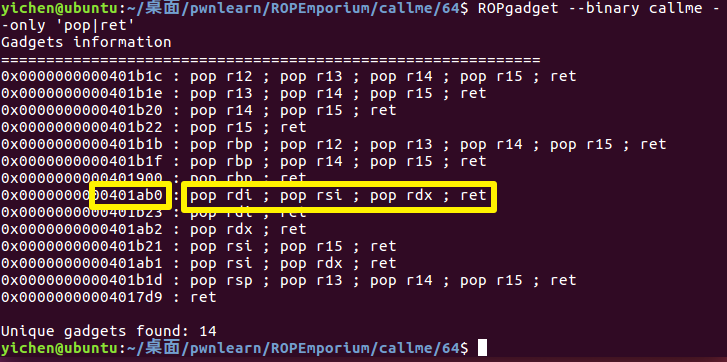 yichen@ubuntu:~/桌面/pwnlearn/ROPEmporium/callme/64$ ROPgadget --binary callme -
-only 'pop|ret'
Gadgets information
============================================================
0x0000000000401b1c : pop r12 ; pop r13 ; pop r14 ; pop r15 ; ret
0x0000000000401b1e : pop r13 ; pop r14 ; pop r15 ; ret
0x0000000000401b20 : pop r14 ; pop r15 ; ret
0x0000000000401b22 : pop r15 ; ret
0x0000000000401b1b : pop rbp ; pop r12 ; pop r13 ; pop r14 ; pop r15 ; ret
0x0000000000401b1f : pop rbp ; pop r14 ; pop r15 ; ret
0x0000000000401900 : pop rbp ; ret
0x0000000000401ab0 : pop rdi ; pop rsi ; pop rdx ; ret
0x0000000000401b23 : pop rdi ; ret
0x0000000000401ab2 : pop rdx ; ret
0x0000000000401b21 : pop rsi ; pop r15 ; ret
0x0000000000401ab1 : pop rsi ; pop rdx ; ret
0x0000000000401b1d : pop rsp ; pop r13 ; pop r14 ; pop r15 ; ret
0x00000000004017d9 : ret
Unique gadgets found: 14
yichen@ubuntu:~/桌面/pwnlearn/ROPEmporium/callme/64$